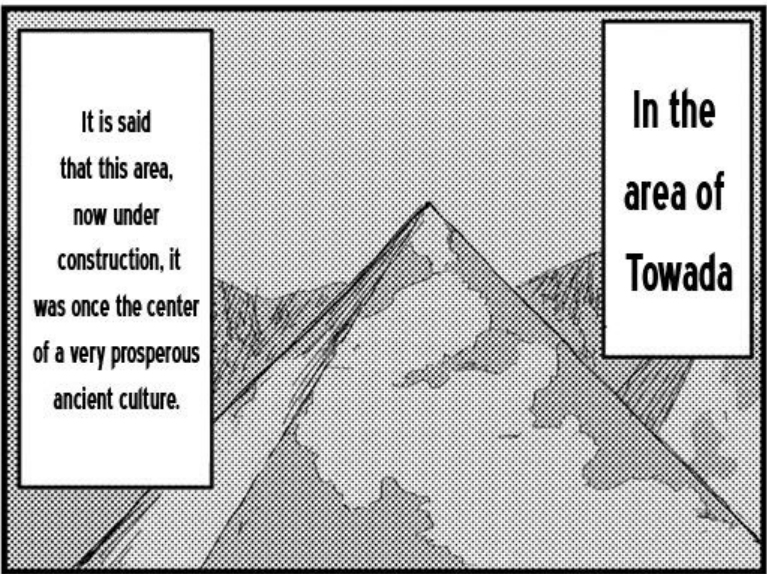 In the
area of
Towada
It is said
that this area,
now under
construction, it
was once the center
of a very prosperous
ancient culture.